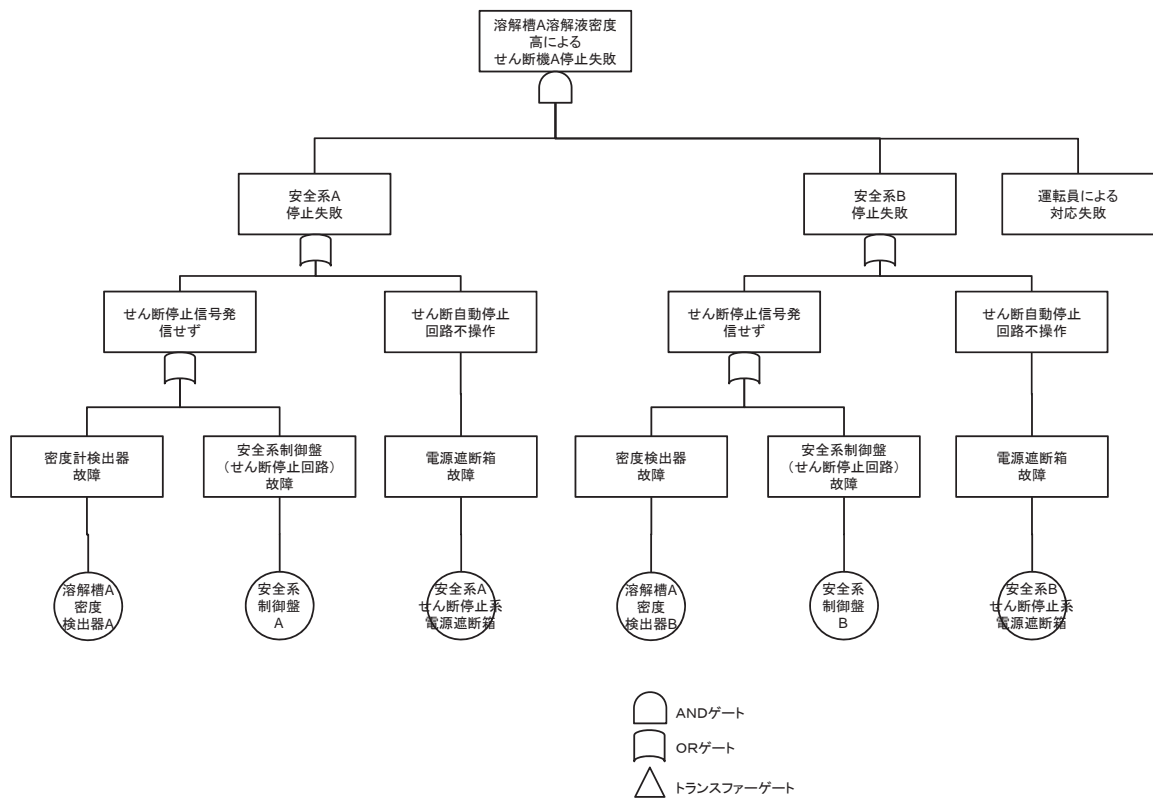 溶解槽A溶解液密度
高による
せん断機A停止失敗
安全系A
停止失敗
安全系B
停止失敗
運転員による
対応失敗
せん断停止信号発
信せず
せん断自動停止
回路不操作
せん断停止信号発
信せず
せん断自動停止
回路不操作
密度計検出器
故障
安全系制御盤
（せん断停止回路）
故障
電源遮断箱
故障
密度検出器
故障
安全系制御盤
（せん断停止回路）
故障
電源遮断箱
故障
溶解槽A
密度
検出器A
安全系
制御盤
A
安全系A
せん断停止系
電源遮断箱
溶解槽A
密度
検出器B
安全系
制御盤
B
安全系B
せん断停止系
電源遮断箱
ANDゲート
ORゲート
トランスファーゲート